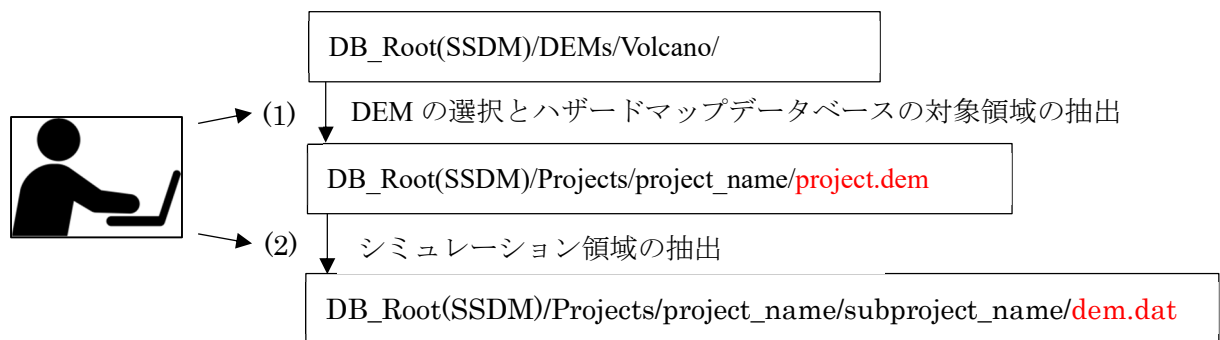 DB_Root(SSDM)/DEMs/Volcano/
(1) DEM の選択とハザードマップデータベースの対象領域の抽出
DB_Root(SSDM)/Projects/project_name/project.dem
(2) シミュレーション領域の抽出
DB_Root(SSDM)/Projects/project_name/subproject_name/dem.dat